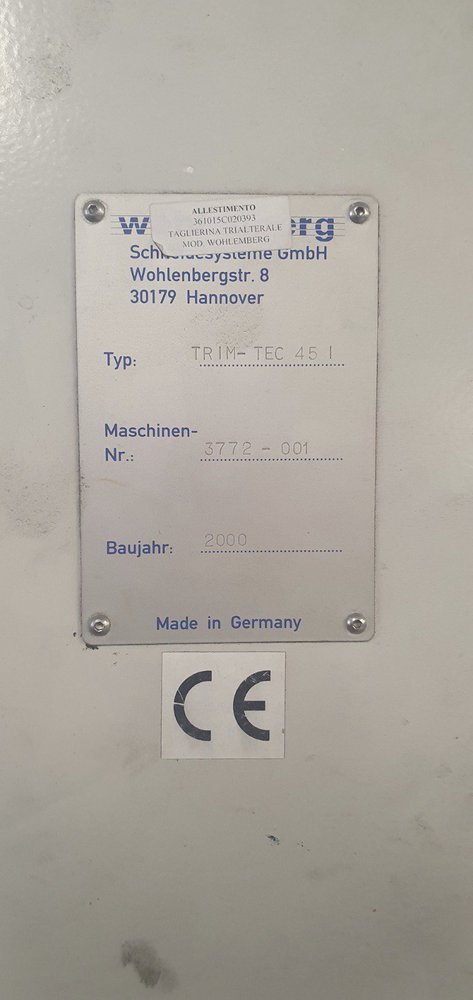 ALLESTIMENTO
361015C020393
TAGLIERINA TRIALTERALE
MOD. WOHLEMBERG
Schneidesysteme GmbH
Wohlenbergstr. 8
30179 Hannover
Typ: TRIM-TEC 45 I
Maschinen-
Nr.: 3772-001
Baujahr: 2000
Made in Germany
CE